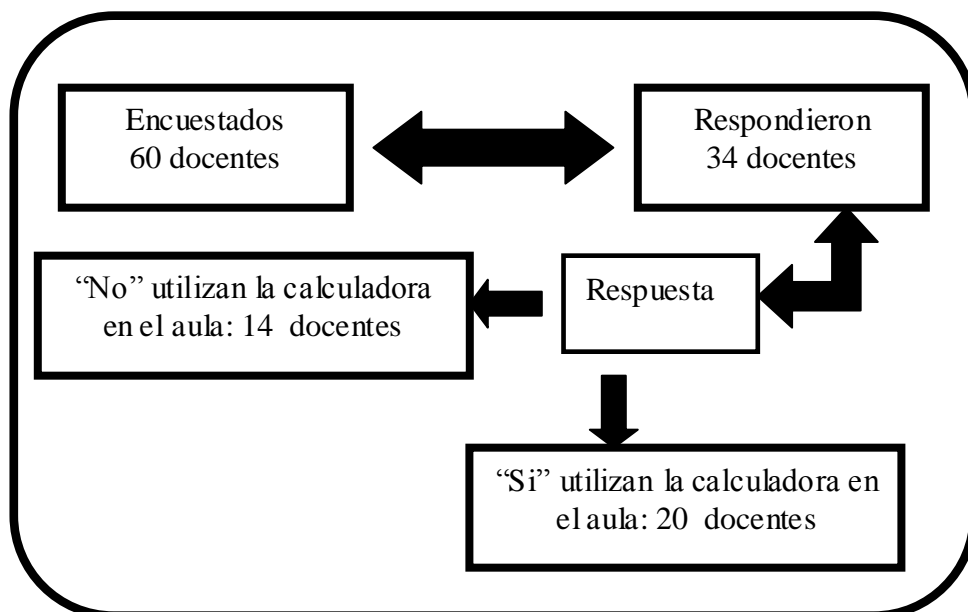 Encuestados
60 docentes
Respondieron
34 docentes
“No” utilizan la calculadora
en el aula: 14 docentes
Respuesta
“Si” utilizan la calculadora en
el aula: 20 docentes